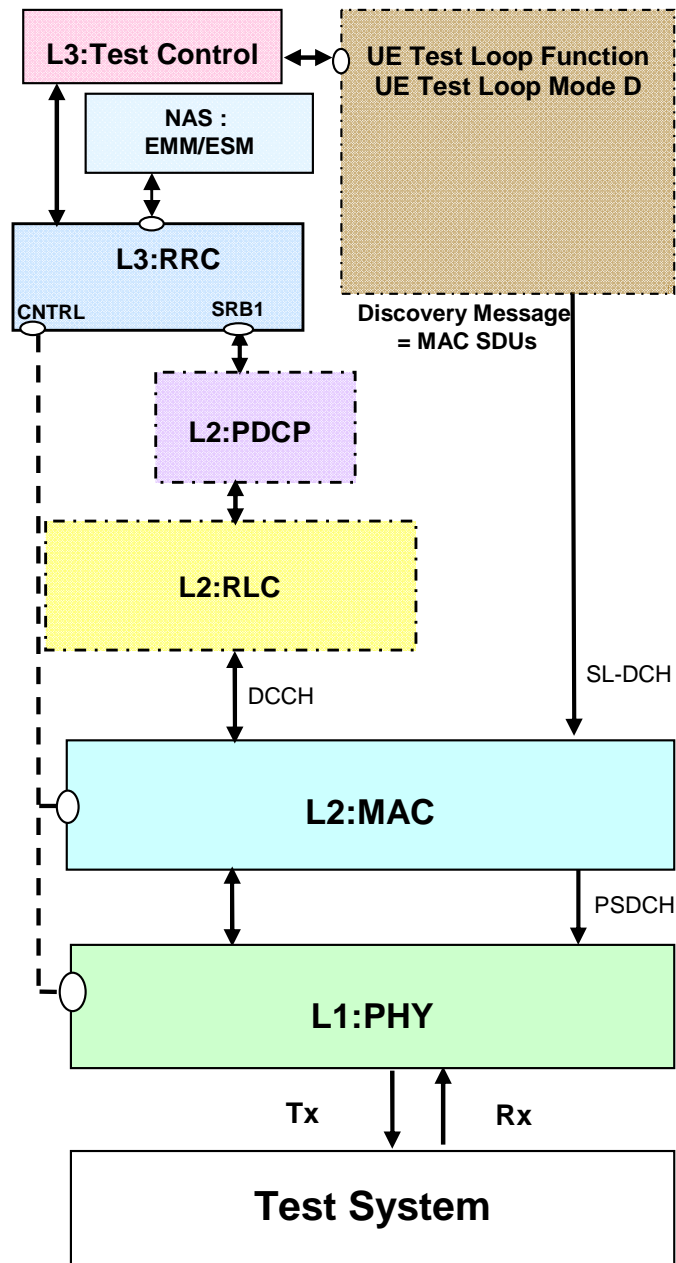 L3:Test Control
UE Test Loop Function
UE Test Loop Mode D
NAS :
EMM/ESM
L3:RRC
CNTRL
SRB1
Discovery Message
= MAC SDUs
L2:PDCP
L2:RLC
DCCH
SL-DCH
L2:MAC
PSDCH
L1:PHY
Tx
Rx
Test System